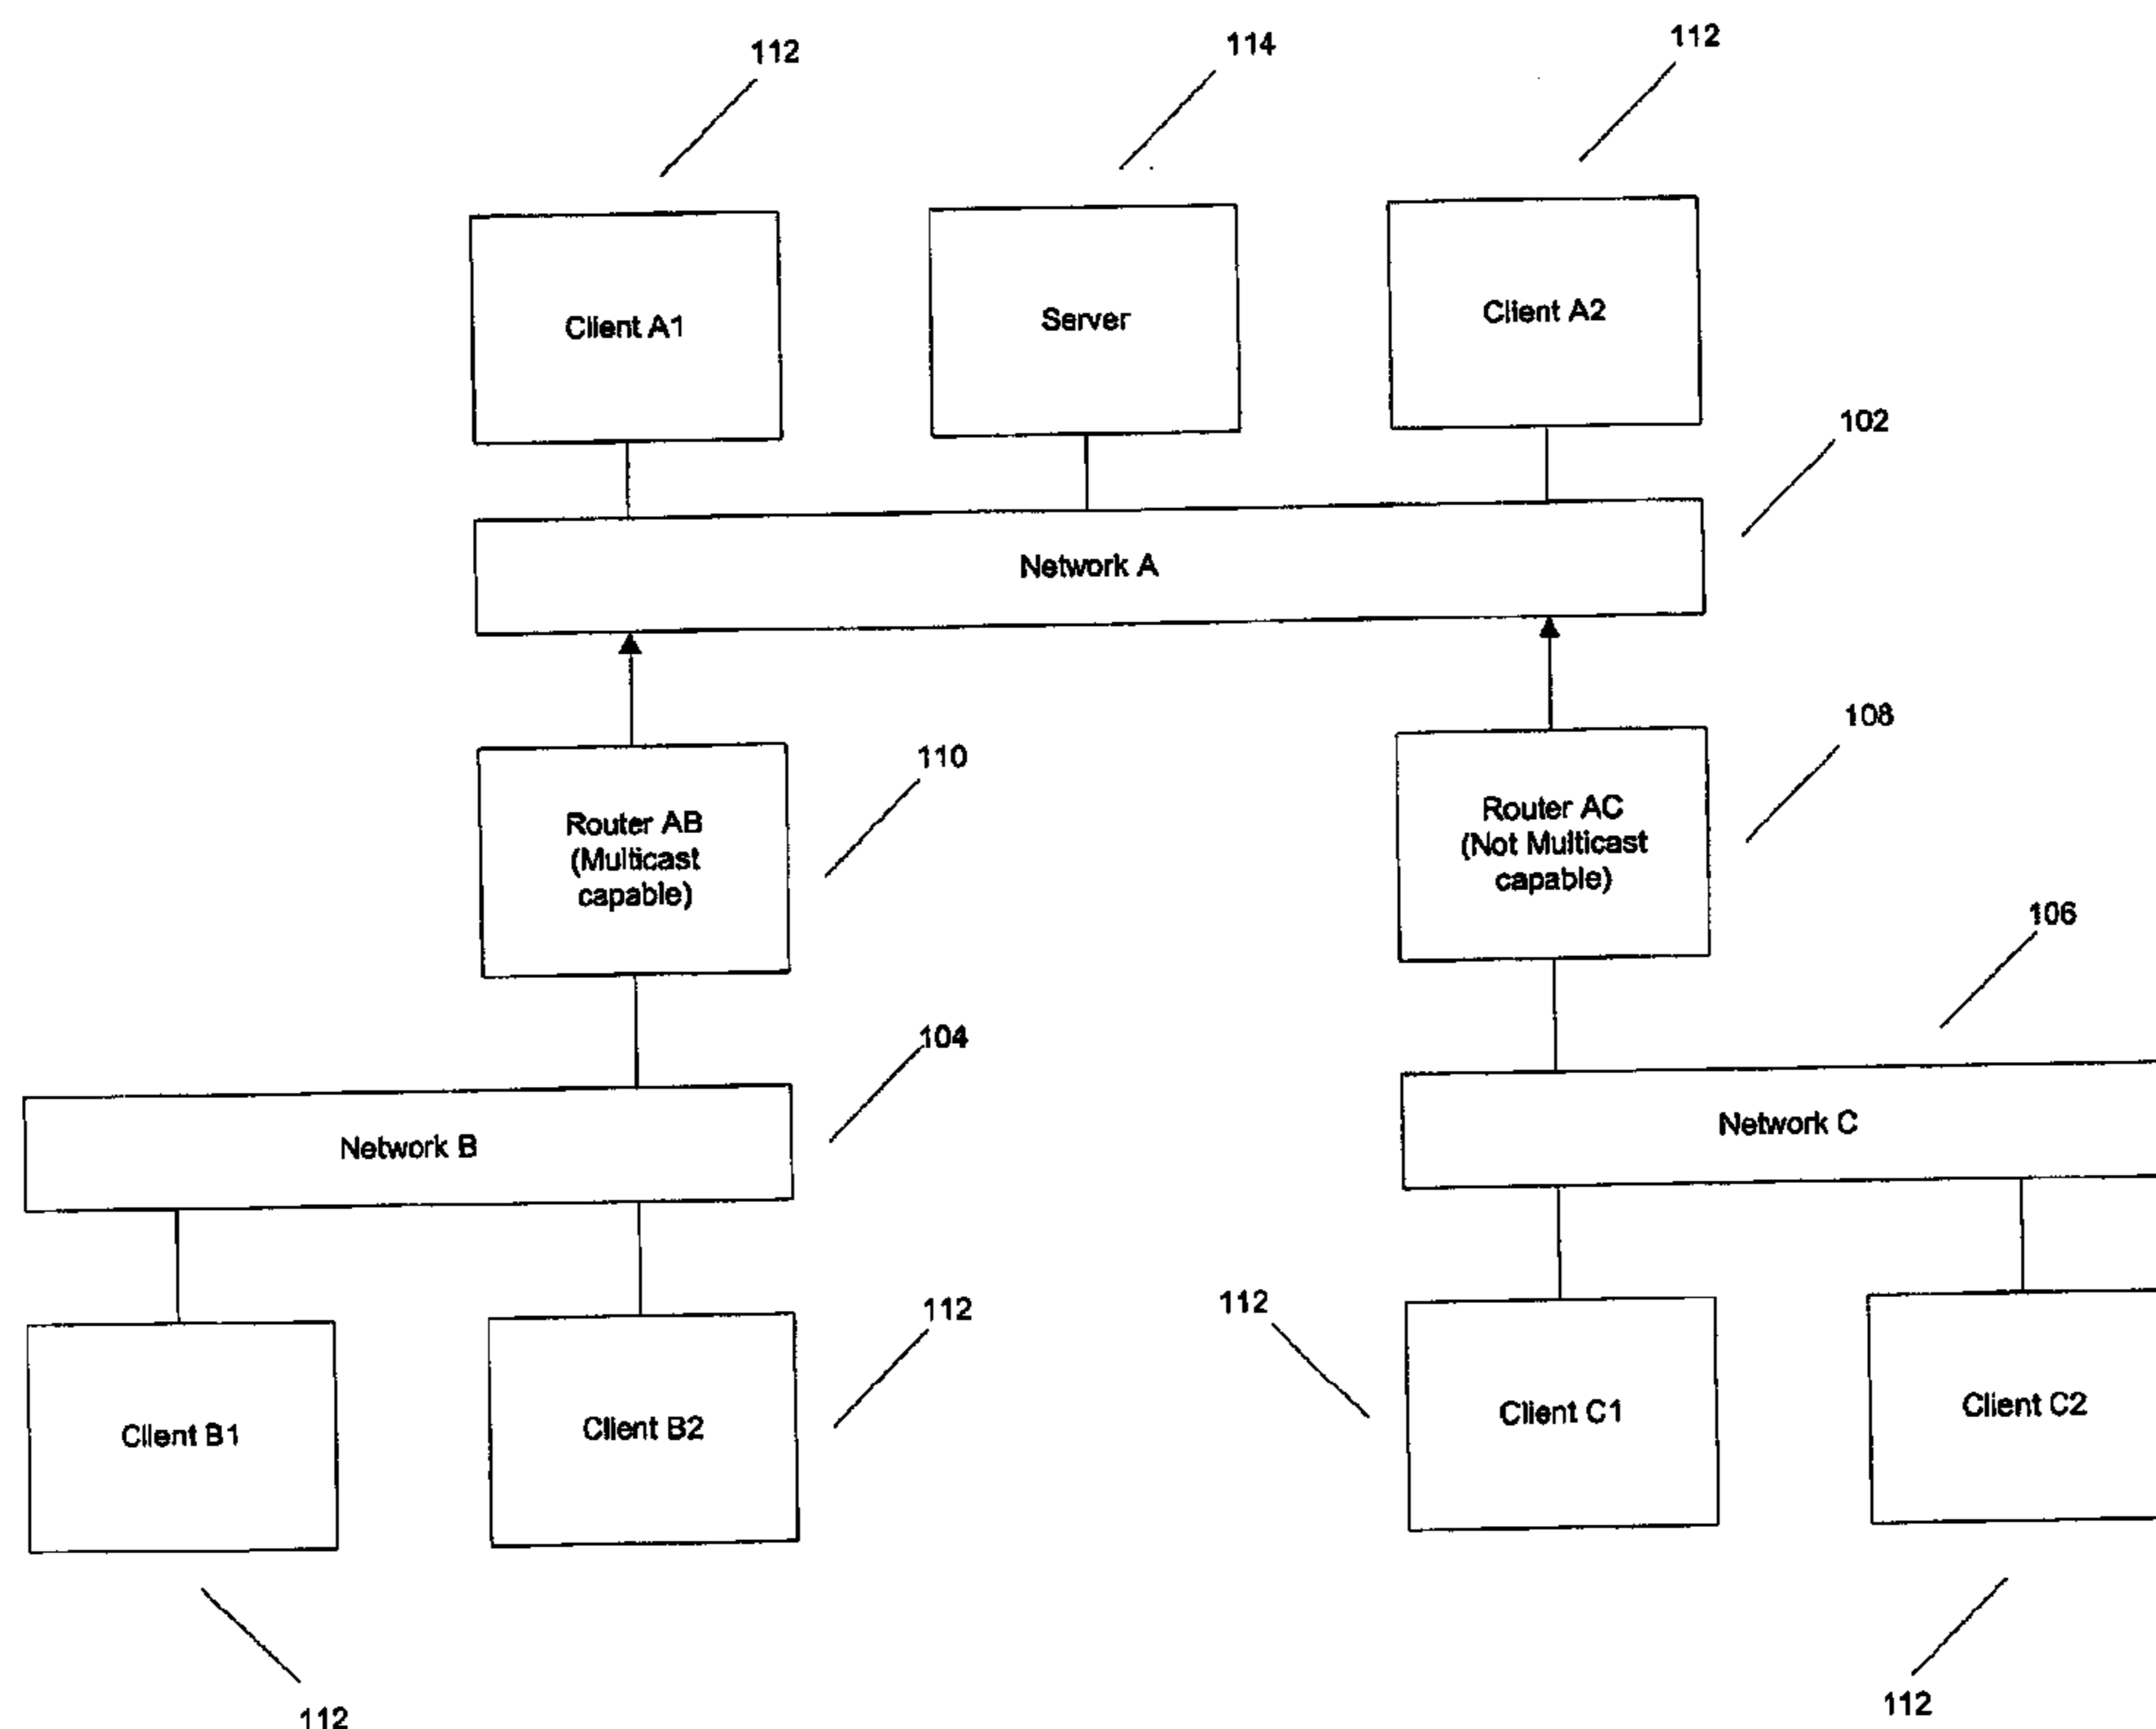 112
114
112
Client A1
Server
Client A2
102
Network A
110
108
Router AB
(Multicast
capable)
Router AC
(Not Multicast
capable)
106
104
Network B
Network C
112
112
Client B1
Client B2
Client C1
Client C2
112
112